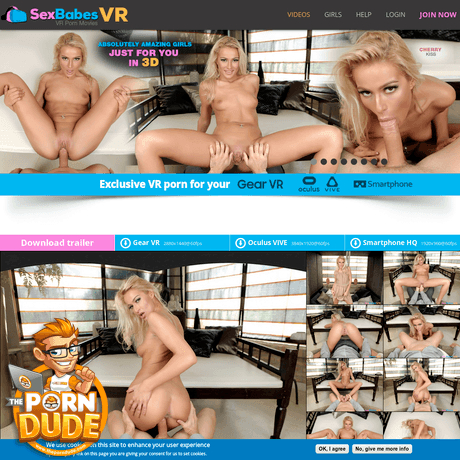 SexBabesVR
VR Porn Movies
VIDEOS GIRLS HELP LOGIN JOIN NOW
ABSOLUTELY AMAZING GIRLS
JUST FOR YOU
IN 3D
CHERRY
KISS
Exclusive VR porn for your Gear VR oculus VIVE Smartphone
Download trailer Gear VR Oculus VIVE Smartphone HQ
THE
PORN
DUDE
We use cookies on this site to enhance your user experience
link on this page you are giving your consent for us to set cookies.
OK, I agree No, give me more info